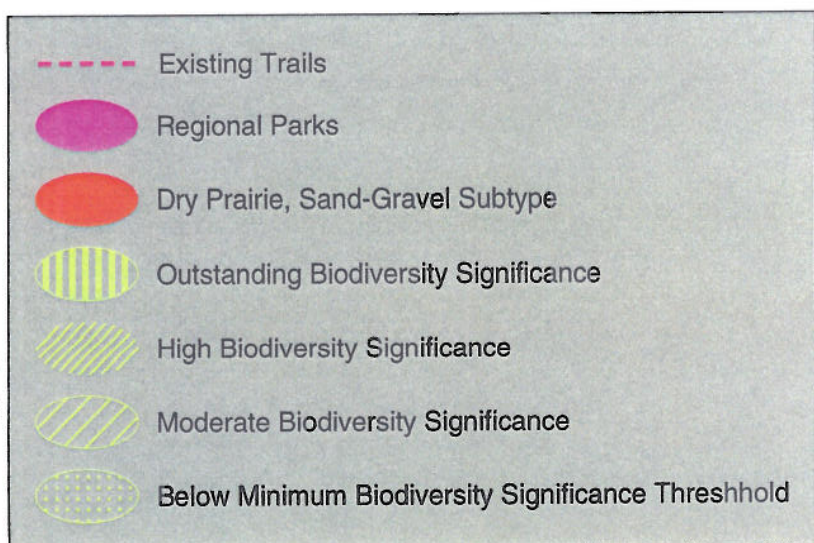 Existing Trails
Regional Parks
Dry Prairie, Sand-Gravel Subtype
Outstanding Biodiversity Significance
High Biodiversity Significance
Moderate Biodiversity Significance
Below Minimum Biodiversity Significance Threshhold